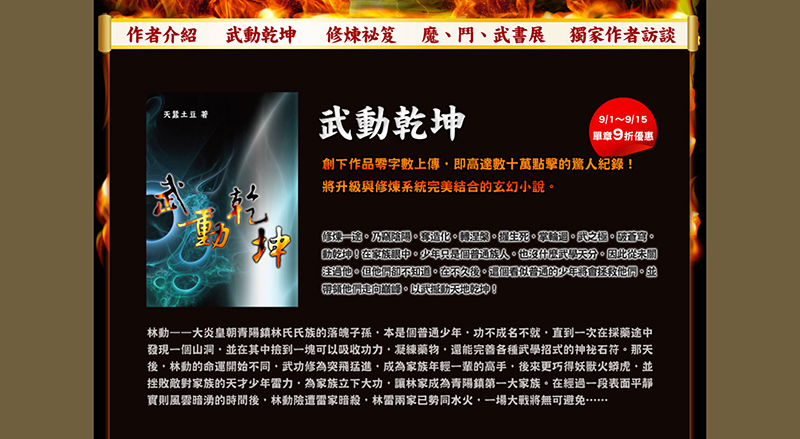 作者介紹 武動乾坤 修煉祕笈 魔、鬥、武書展 獨家作者訪談
天蠶土豆 著
武動乾坤
武動乾坤
9/1～9/15
單章9折優惠
創下作品零字數上傳，即高達數十萬點擊的驚人紀錄！
將升級與修煉系統完美結合的玄幻小說。
修煉一途，乃竊陰陽，奪造化，轉涅槃，握生死，掌輪迴。武之極，破蒼穹，
動乾坤！在家族眼中，少年只是個普通族人，也沒什麼武學天分，因此從未關
注過他。但他們卻不知道，在不久後，這個看似普通的少年將會拯救他們，並
帶領他們走向巔峰，以武撼動天地乾坤！
林動——大炎皇朝青陽鎮林氏氏族的落魄子孫，本是個普通少年，功不成名不就，直到一次在採藥途中
發現一個山洞，並在其中撿到一塊可以吸收功力，凝練藥物，還能完善各種武學招式的神祕石符。那天
後，林動的命運開始不同，武功修為突飛猛進，成為家族年輕一輩的高手，後來更巧得妖獸火蟒虎，並
挫敗敵對家族的天才少年雷力，為家族立下大功，讓林家成為青陽鎮第一大家族。在經過一段表面平靜
實則風雲暗湧的時間後，林動險遭雷家暗殺，林雷兩家已勢同水火，一場大戰將無可避免……